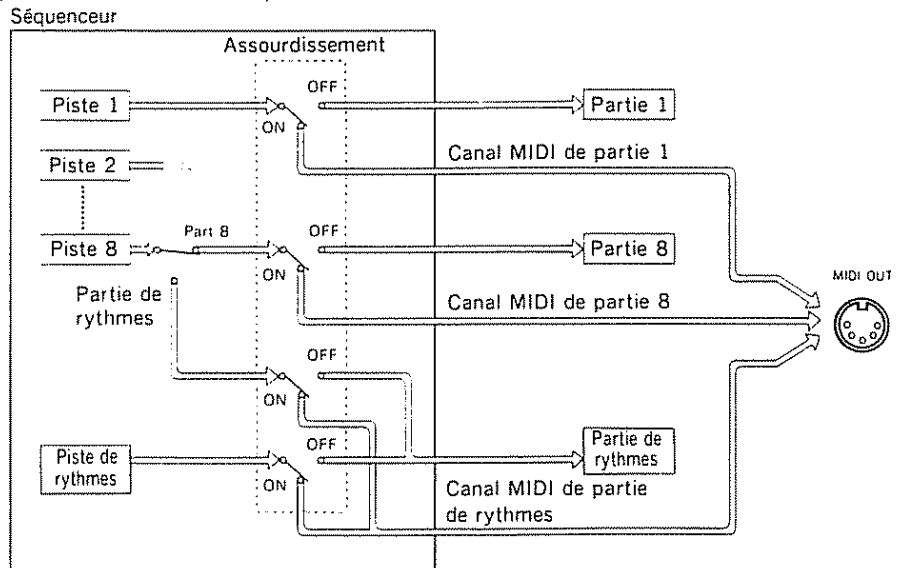 Séquenceur
Assourdissement
Piste 1
OFF
ON
Partie 1
Canal MIDI de partie 1
Piste 2
Piste 8
Part 8
OFF
ON
Partie 8
Canal MIDI de partie 8
MIDI OUT
Partie de
rythmes
OFF
ON
Piste de
rythmes
OFF
ON
Partie de
rythmes
Canal MIDI de partie
de rythmes